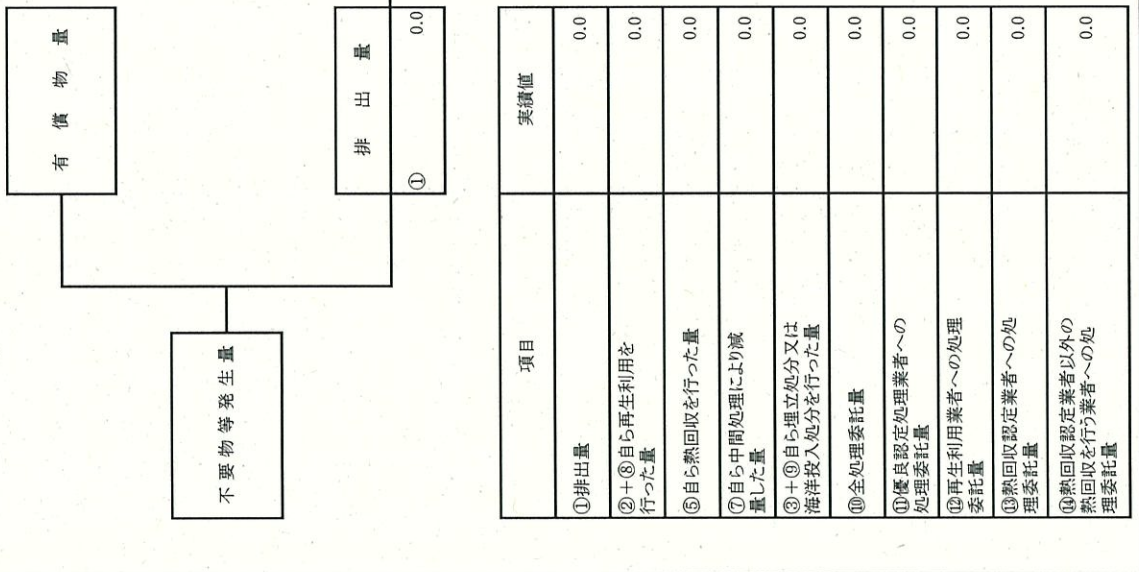 有償物量
排出量
① 0.0
不要物等発生量
項目 実績値
①排出量 0.0
②+⑧自ら再生利用を
行った量 0.0
⑤自ら熱回収を行った量 0.0
⑦自ら中間処理により減
量した量 0.0
③+⑨自ら埋立処分又は
海洋投入処分を行った量 0.0
⑩全処理委託量 0.0
⑪優良認定処理業者への
処理委託量 0.0
⑫再生利用業者への処理
委託量 0.0
⑬熱回収認定業者への処
理委託量 0.0
⑭熱回収認定業者以外の
熱回収を行う業者への処
理委託量 0.0